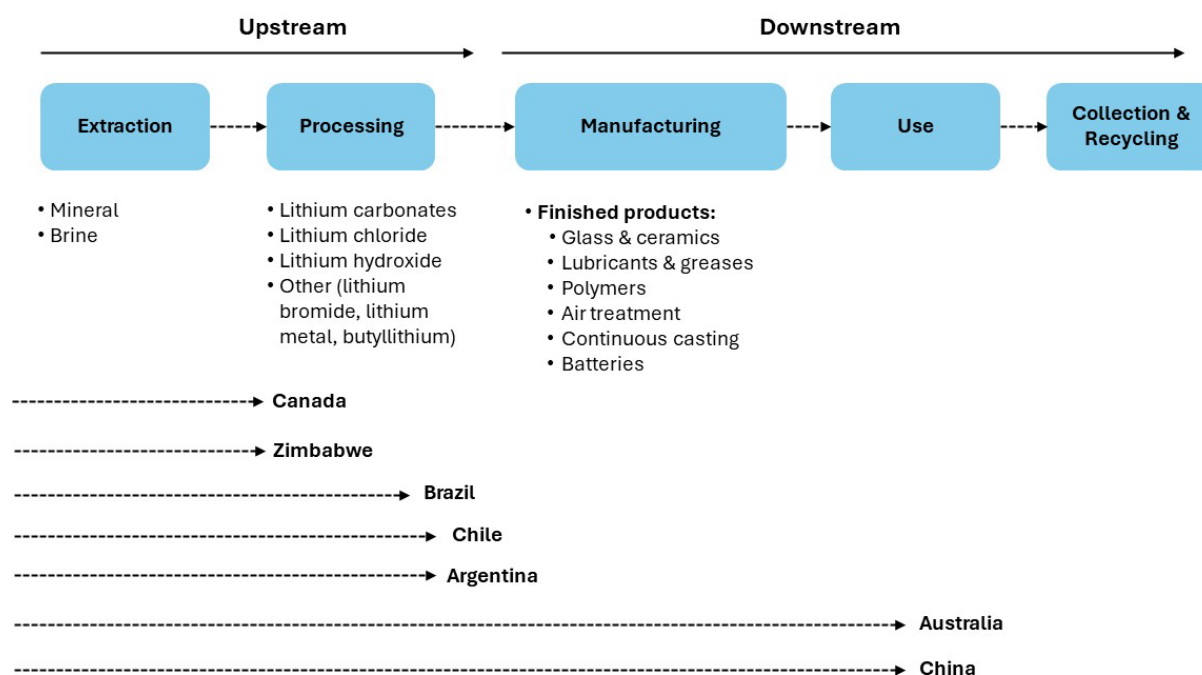 Upstream
Downstream
Extraction
Processing
Manufacturing
Use
Collection &
Recycling
• Mineral
• Brine
• Lithium carbonates
• Lithium chloride
• Lithium hydroxide
• Other (lithium
bromide, lithium
metal, butyllithium)
• Finished products:
• Glass & ceramics
• Lubricants & greases
• Polymers
• Air treatment
• Continuous casting
• Batteries
Canada
Zimbabwe
Brazil
Chile
Argentina
Australia
China